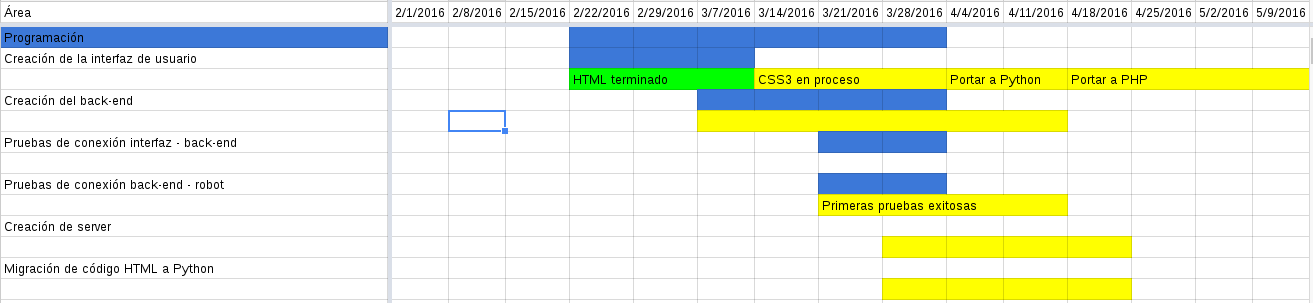 Área 2/1/2016 2/8/2016 2/15/2016 2/22/2016 2/29/2016 3/7/2016 3/14/2016 3/21/2016 3/28/2016 4/4/2016 4/11/2016 4/18/2016 4/25/2016 5/2/2016 5/9/2016
Programación
Creación de la interfaz de usuario
HTML terminado CSS3 en proceso Portar a Python Portar a PHP
Creación del back-end
Pruebas de conexión interfaz - back-end
Pruebas de conexión back-end - robot
Primeras pruebas exitosas
Creación de server
Migración de código HTML a Python